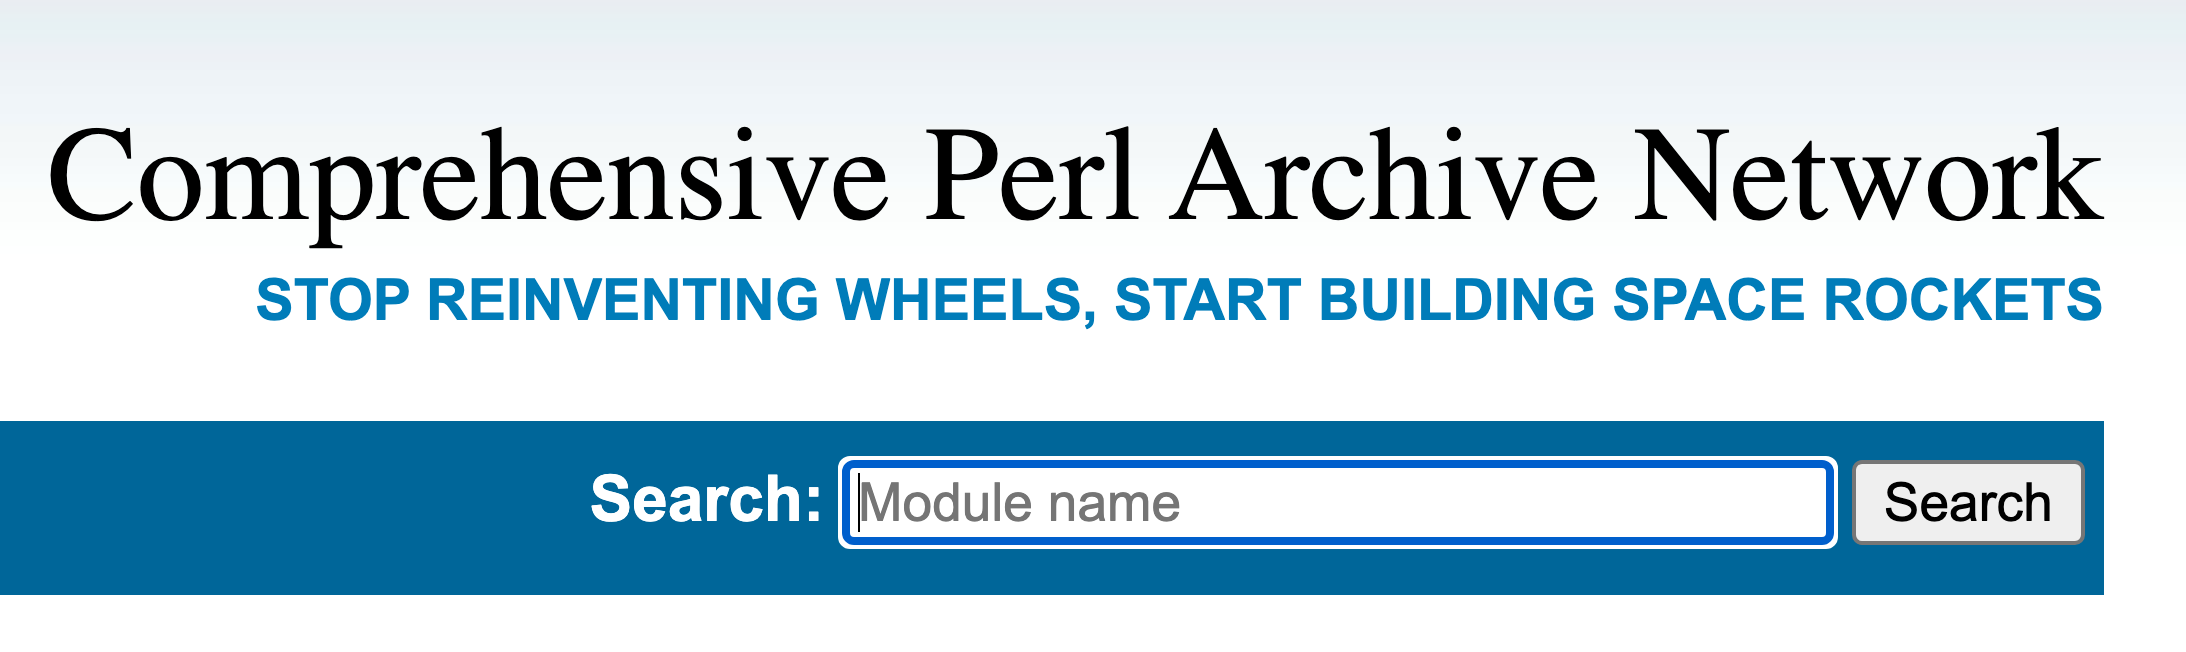 Comprehensive Perl Archive Network
STOP REINVENTING WHEELS, START BUILDING SPACE ROCKETS
Search: Module name Search